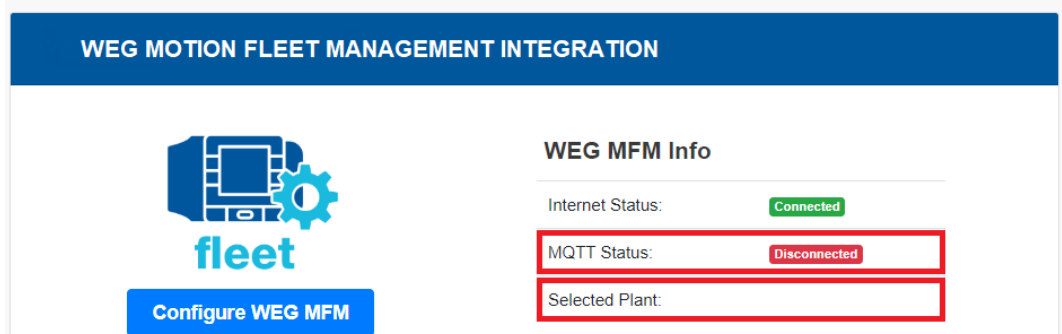 WEG MOTION FLEET MANAGEMENT INTEGRATION
fleet
Configure WEG MFM
WEG MFM Info
Internet Status: Connected
MQTT Status: Disconnected
Selected Plant: